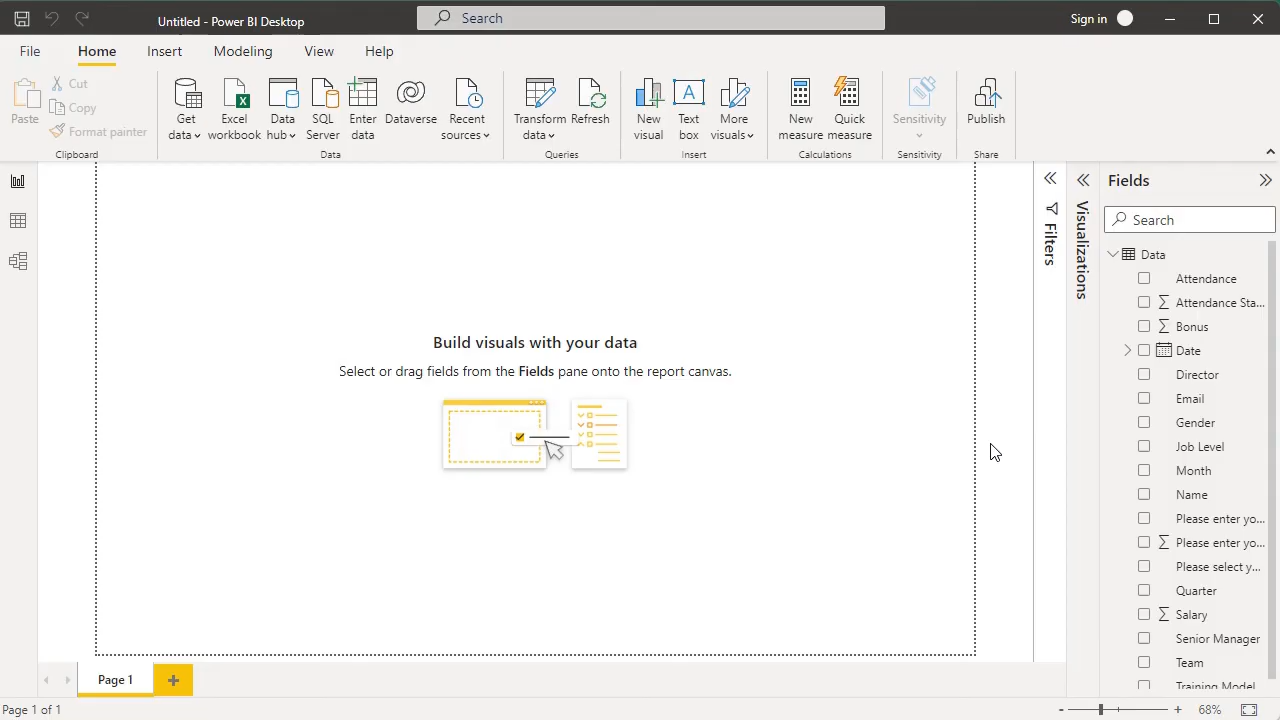 Untitled - Power BI Desktop
Search
Sign in
File
Home
Insert
Modeling
View
Help
Paste
Cut
Copy
Format painter
Clipboard
Get data
Excel workbook
Data hub
SQL Server
Enter data
Dataverse
Recent sources
Data
Transform data
Refresh
Queries
New visual
Text box
More visuals
Insert
New measure
Quick measure
Calculations
Sensitivity
Sensitivity
Publish
Share
Build visuals with your data
Select or drag fields from the Fields pane onto the report canvas.
Filters
Visualizations
Fields
Search
Data
Attendance
Attendance Sta...
Bonus
Date
Director
Email
Gender
Job Level
Month
Name
Please enter yo...
Please enter yo...
Please select y...
Quarter
Salary
Senior Manager
Team
Training Model
Page 1
Page 1 of 1
68%